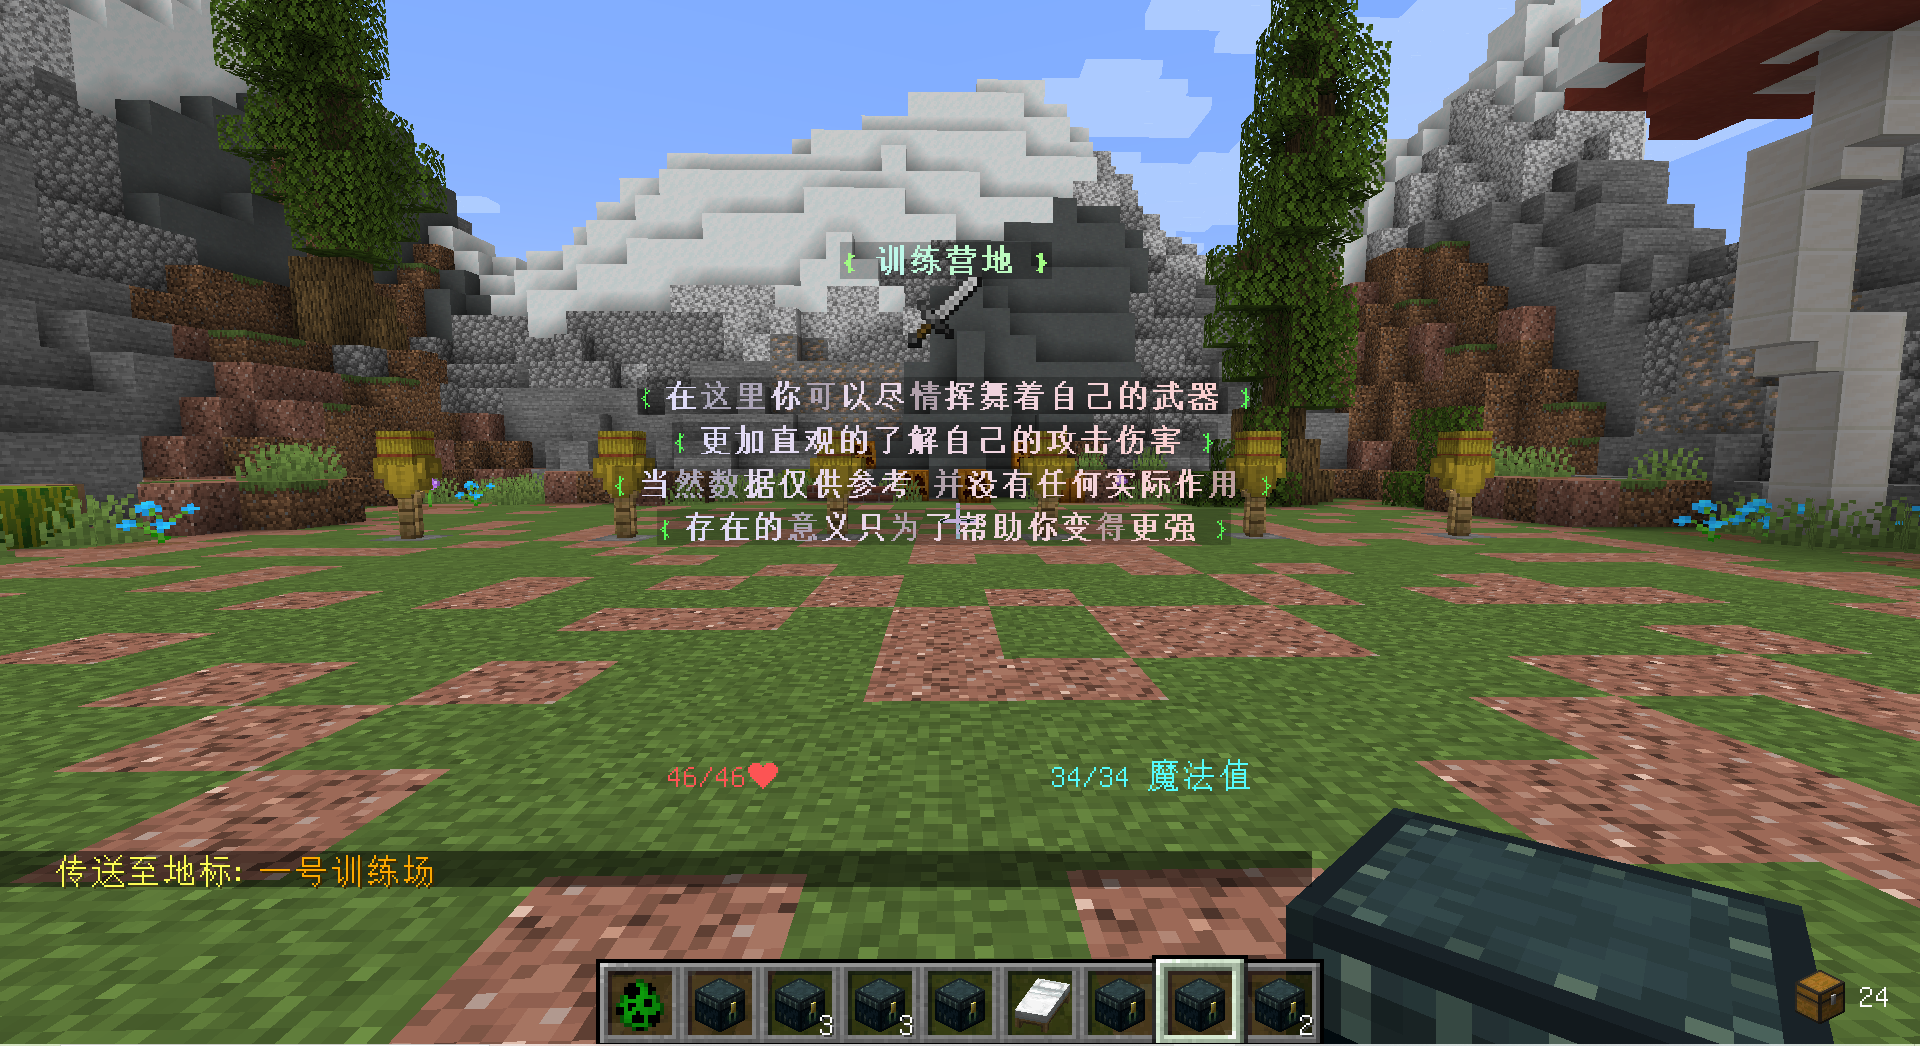 { 训练营地 }
{ 在这里你可以尽情挥舞着自己的武器 }
{ 更加直观的了解自己的攻击伤害 }
{ 当然数据仅供参考 并没有任何实际作用 }
{ 存在的意义只为了帮助你变得更强 }
46/46❤ 34/34 魔法值
传送至地标: 一号训练场
24
3 3 2